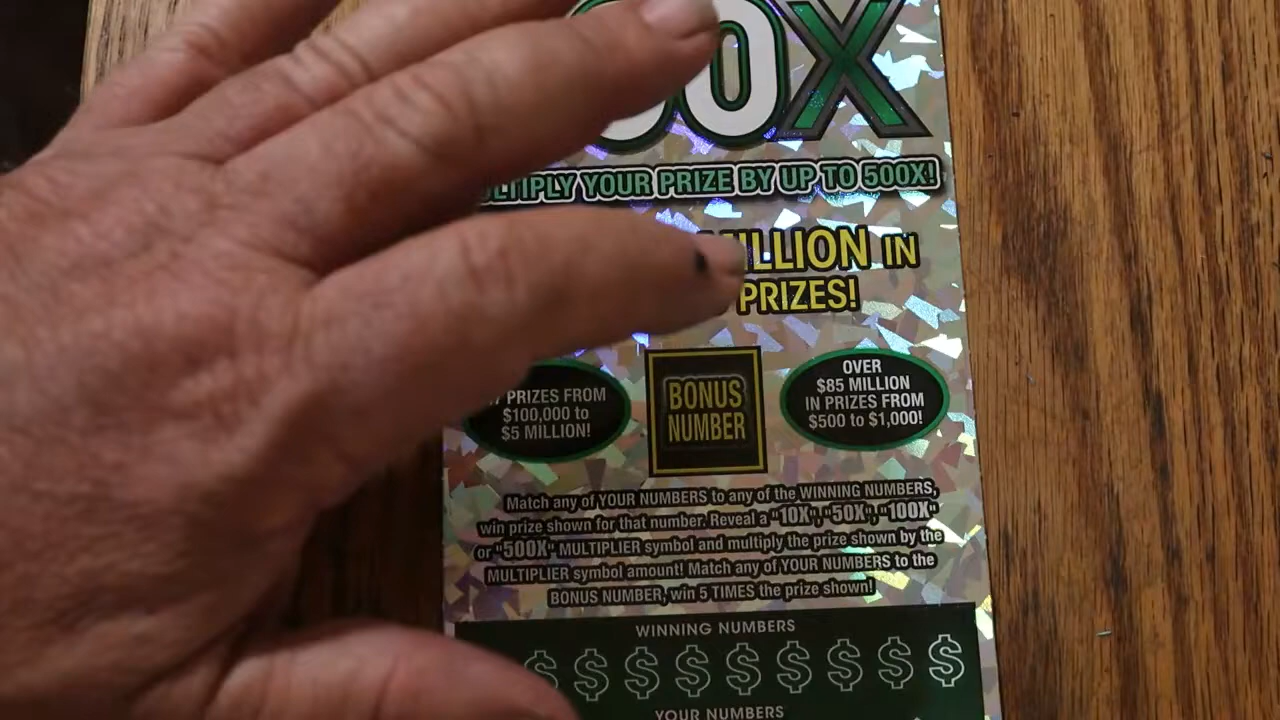 00X
YOUR PRIZE BY UP TO 500X!
IN
PRIZES!
PRIZES FROM
$100,000 to
$5 MILLION!
BONUS
NUMBER
OVER
$85 MILLION
IN PRIZES FROM
$500 to $1,000!
Match any of YOUR NUMBERS to any of the WINNING NUMBERS,
win prize shown for that number. Reveal a "10X", "50X", "100X"
or "500X" MULTIPLIER symbol and multiply the prize shown by the
MULTIPLIER symbol amount! Match any of YOUR NUMBERS to the
BONUS NUMBER, win 5 TIMES the prize shown!
WINNING NUMBERS
$ $ $ $ $ $ $ $ $
YOUR NUMBERS